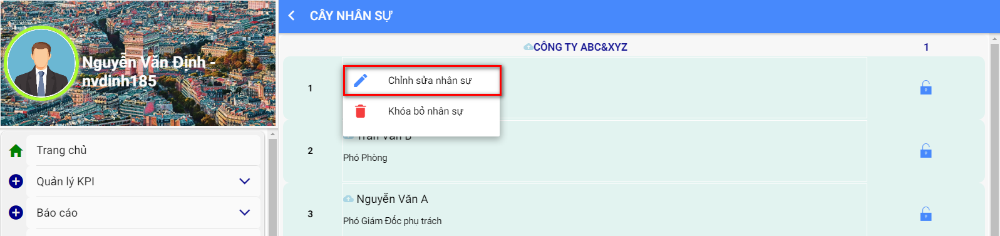 CÂY NHÂN SỰ
Nguyễn Văn Định -
nvdinh185
CÔNG TY ABC&XYZ 1
1
Chỉnh sửa nhân sự
Khóa bỏ nhân sự
Trần Văn B
2
Phó Phòng
Nguyễn Văn A
3
Phó Giám Đốc phụ trách
Trang chủ
Quản lý KPI
Báo cáo